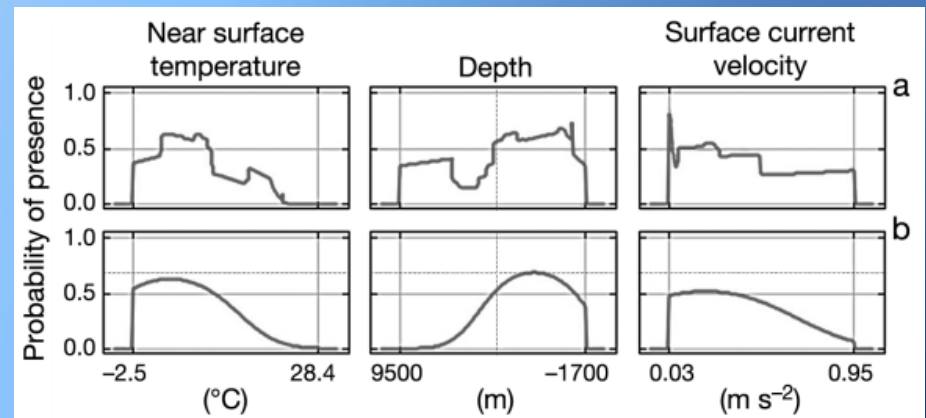 Near surface
temperature
Depth
Surface current
velocity
a
Probability of presence
1.0
0.5
0.0
b
1.0
0.5
0.0
−2.5
28.4
9500
−1700
0.03
0.95
(°C)
(m)
(m s⁻²)